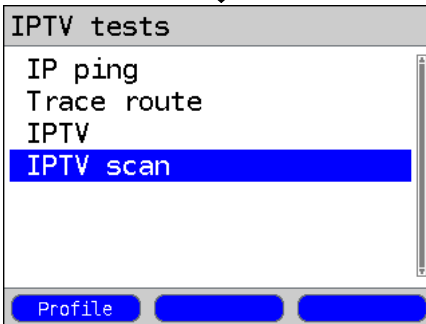 IPTV tests
IP ping
Trace route
IPTV
IPTV scan
Profile